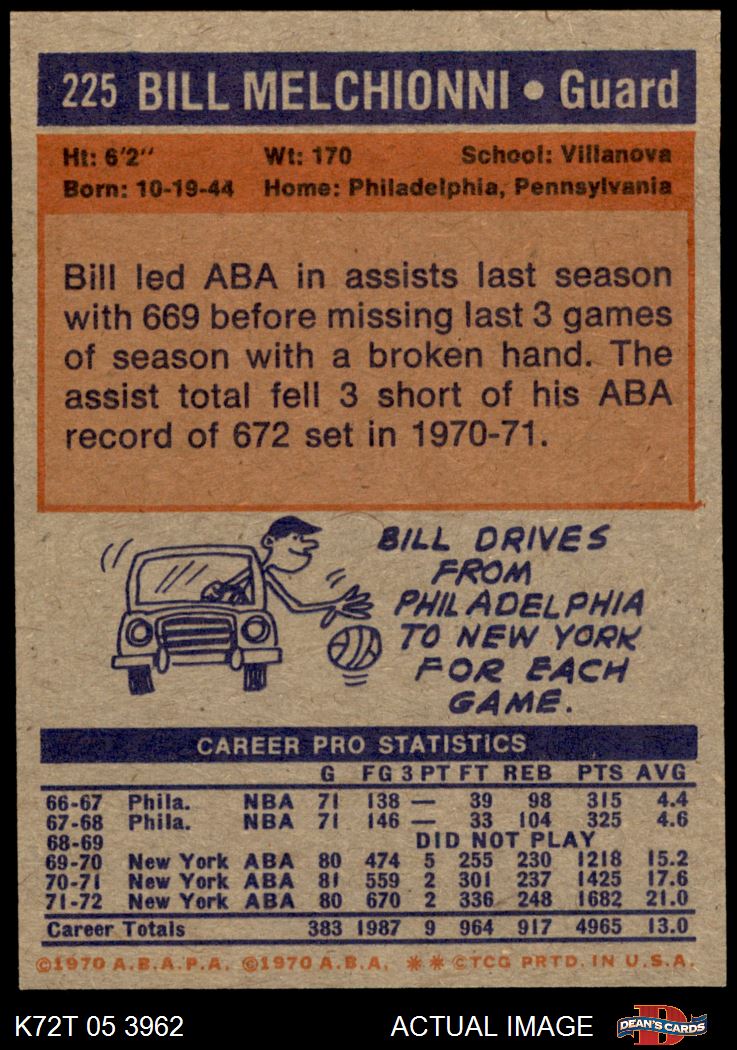 225 BILL MELCHIONNI • Guard
Ht: 6'2" Wt: 170 School: Villanova
Born: 10-19-44 Home: Philadelphia, Pennsylvania
Bill led ABA in assists last season
with 669 before missing last 3 games
of season with a broken hand. The
assist total fell 3 short of his ABA
record of 672 set in 1970-71.
BILL DRIVES
FROM
PHILADELPHIA
TO NEW YORK
FOR EACH
GAME.
CAREER PRO STATISTICS
G FG 3 PT FT REB PTS AVG
66-67 Phila. NBA 71 138 — 39 98 315 4.4
67-68 Phila. NBA 71 146 — 33 104 325 4.6
68-69 DID NOT PLAY
69-70 New York ABA 80 474 5 255 230 1218 15.2
70-71 New York ABA 81 559 2 301 237 1425 17.6
71-72 New York ABA 80 670 2 336 248 1682 21.0
Career Totals 383 1987 9 964 917 4965 13.0
©1970 A.B.A.P.A. ©1970 A.B.A. ** ©TCG PRTD. IN U.S.A.
K72T 05 3962 ACTUAL IMAGE D DEAN'S CARDS